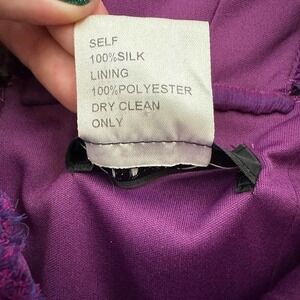 SELF
100%SILK
LINING
100%POLYESTER
DRY CLEAN
ONLY